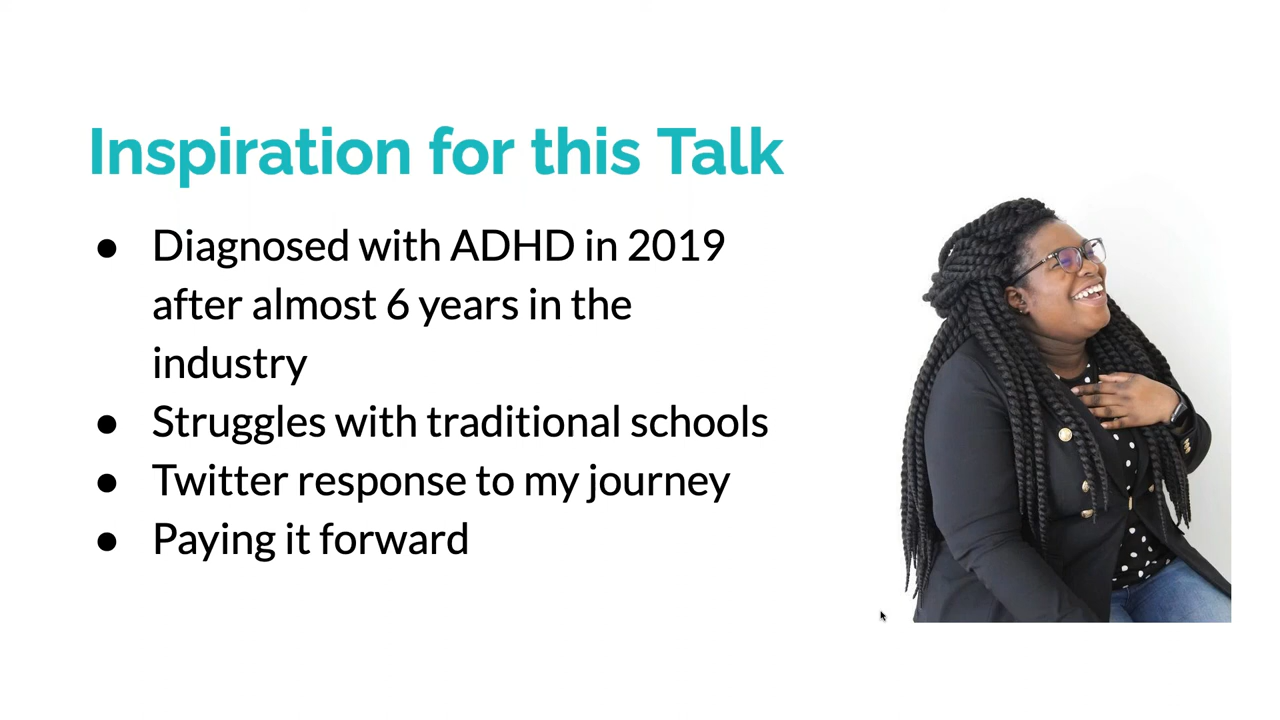 Inspiration for this Talk
● Diagnosed with ADHD in 2019
after almost 6 years in the
industry
● Struggles with traditional schools
● Twitter response to my journey
● Paying it forward